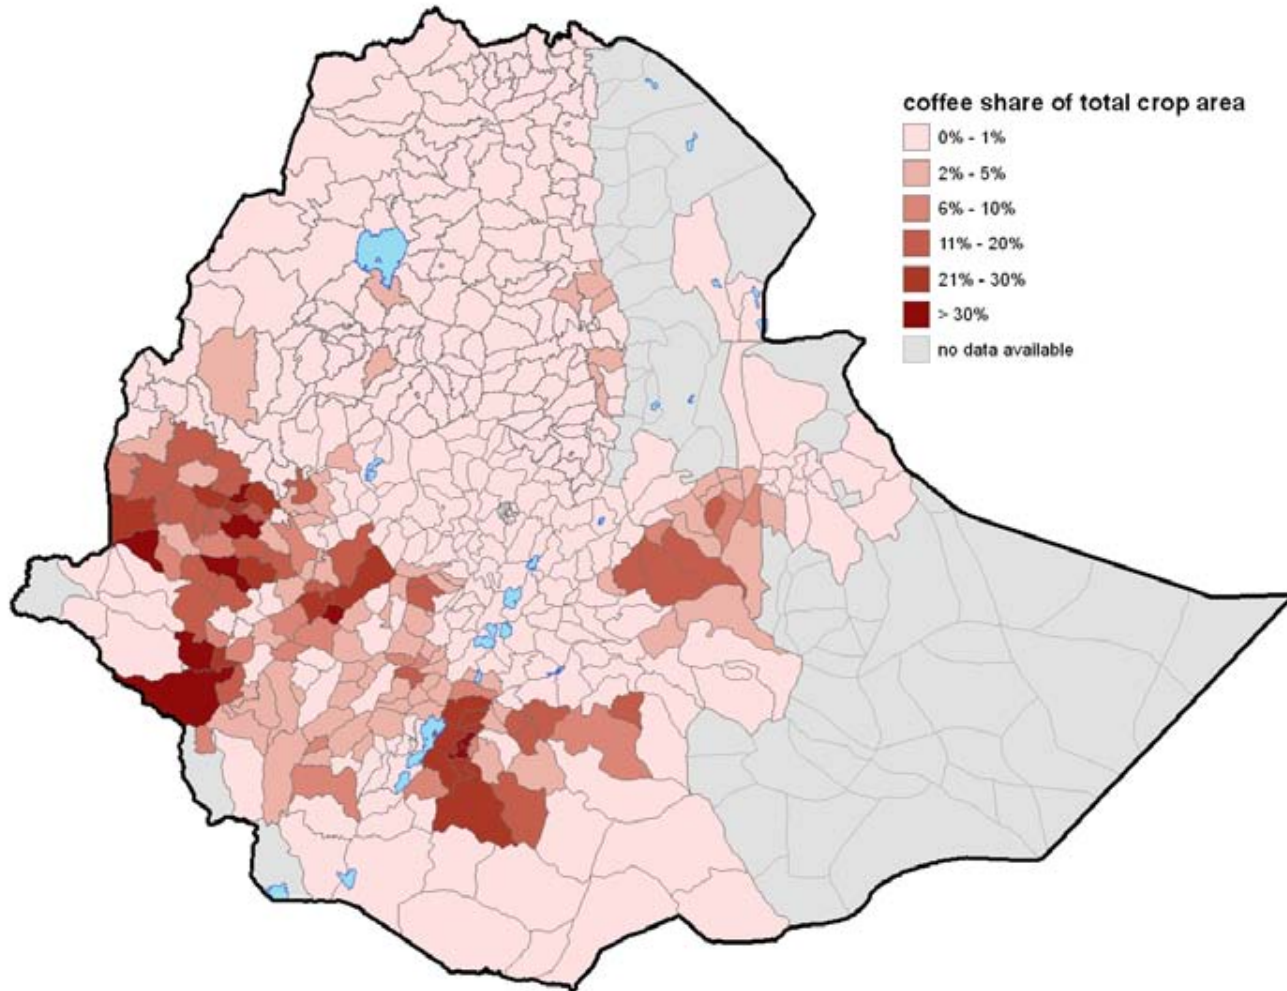 coffee share of total crop area
0% - 1%
2% - 5%
6% - 10%
11% - 20%
21% - 30%
> 30%
no data available